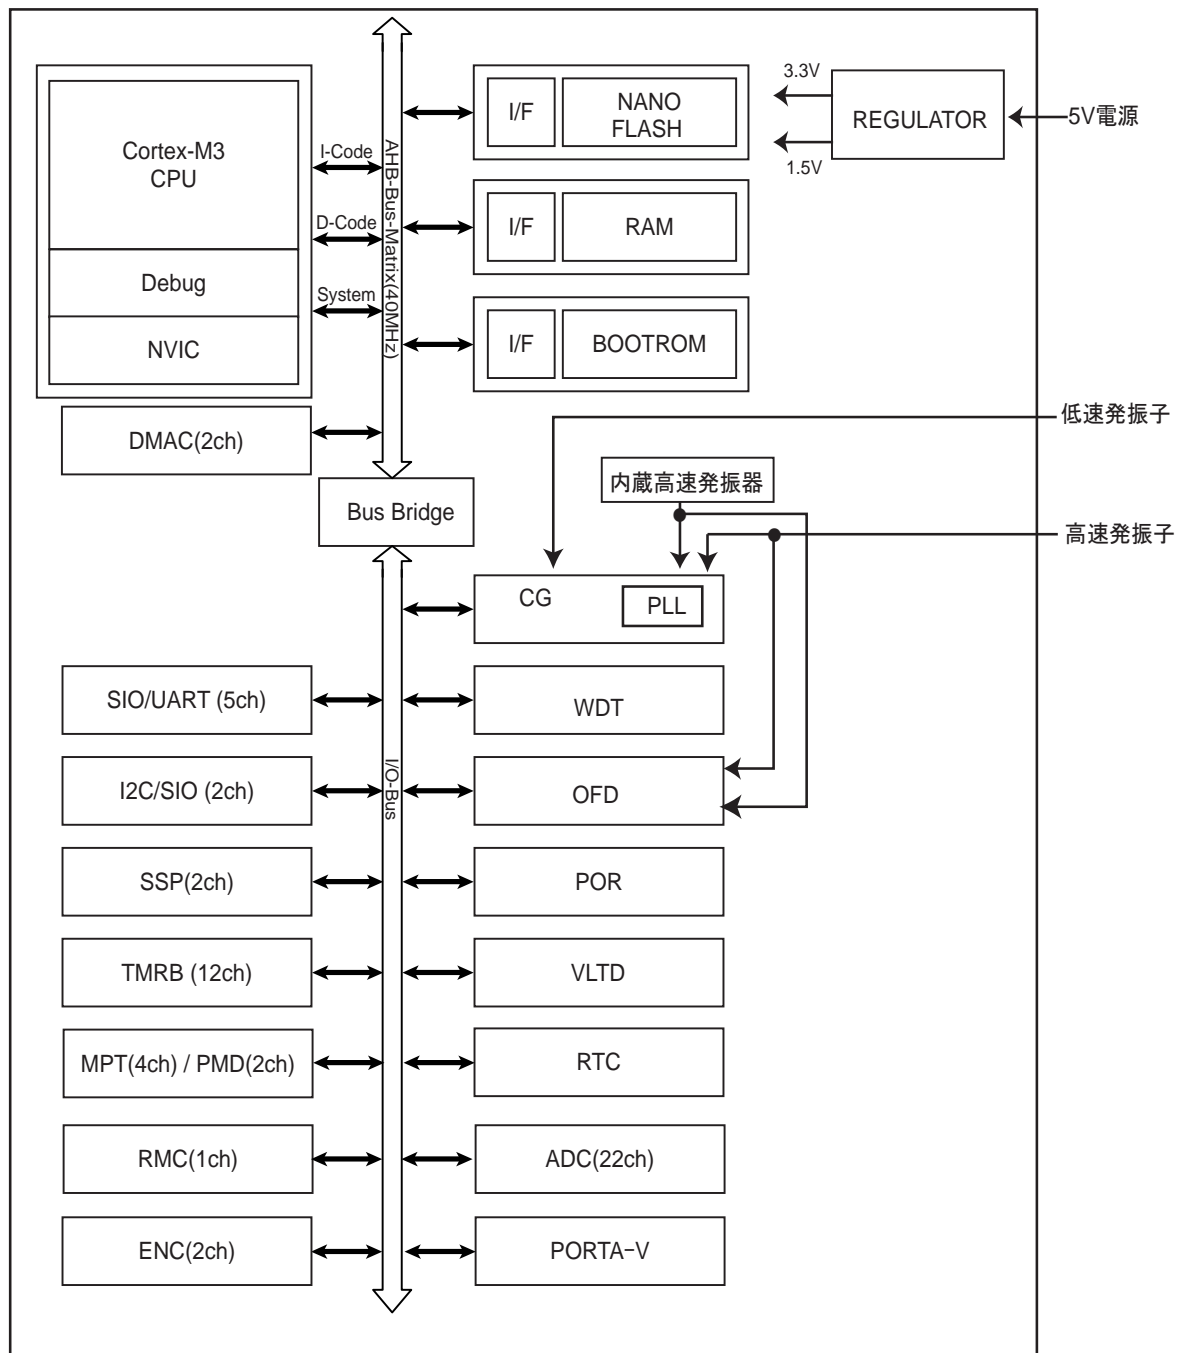 Cortex-M3
CPU
Debug
NVIC
DMAC(2ch)
I-Code
D-Code
System
AHB-Bus-Matrix(40MHz)
I/F
NANO
FLASH
I/F
RAM
I/F
BOOTROM
3.3V
1.5V
REGULATOR
5V電源
低速発振子
内蔵高速発振器
高速発振子
Bus Bridge
CG
PLL
I/O-Bus
SIO/UART (5ch)
WDT
I2C/SIO (2ch)
OFD
SSP(2ch)
POR
TMRB (12ch)
VLTD
MPT(4ch) / PMD(2ch)
RTC
RMC(1ch)
ADC(22ch)
ENC(2ch)
PORTA-V